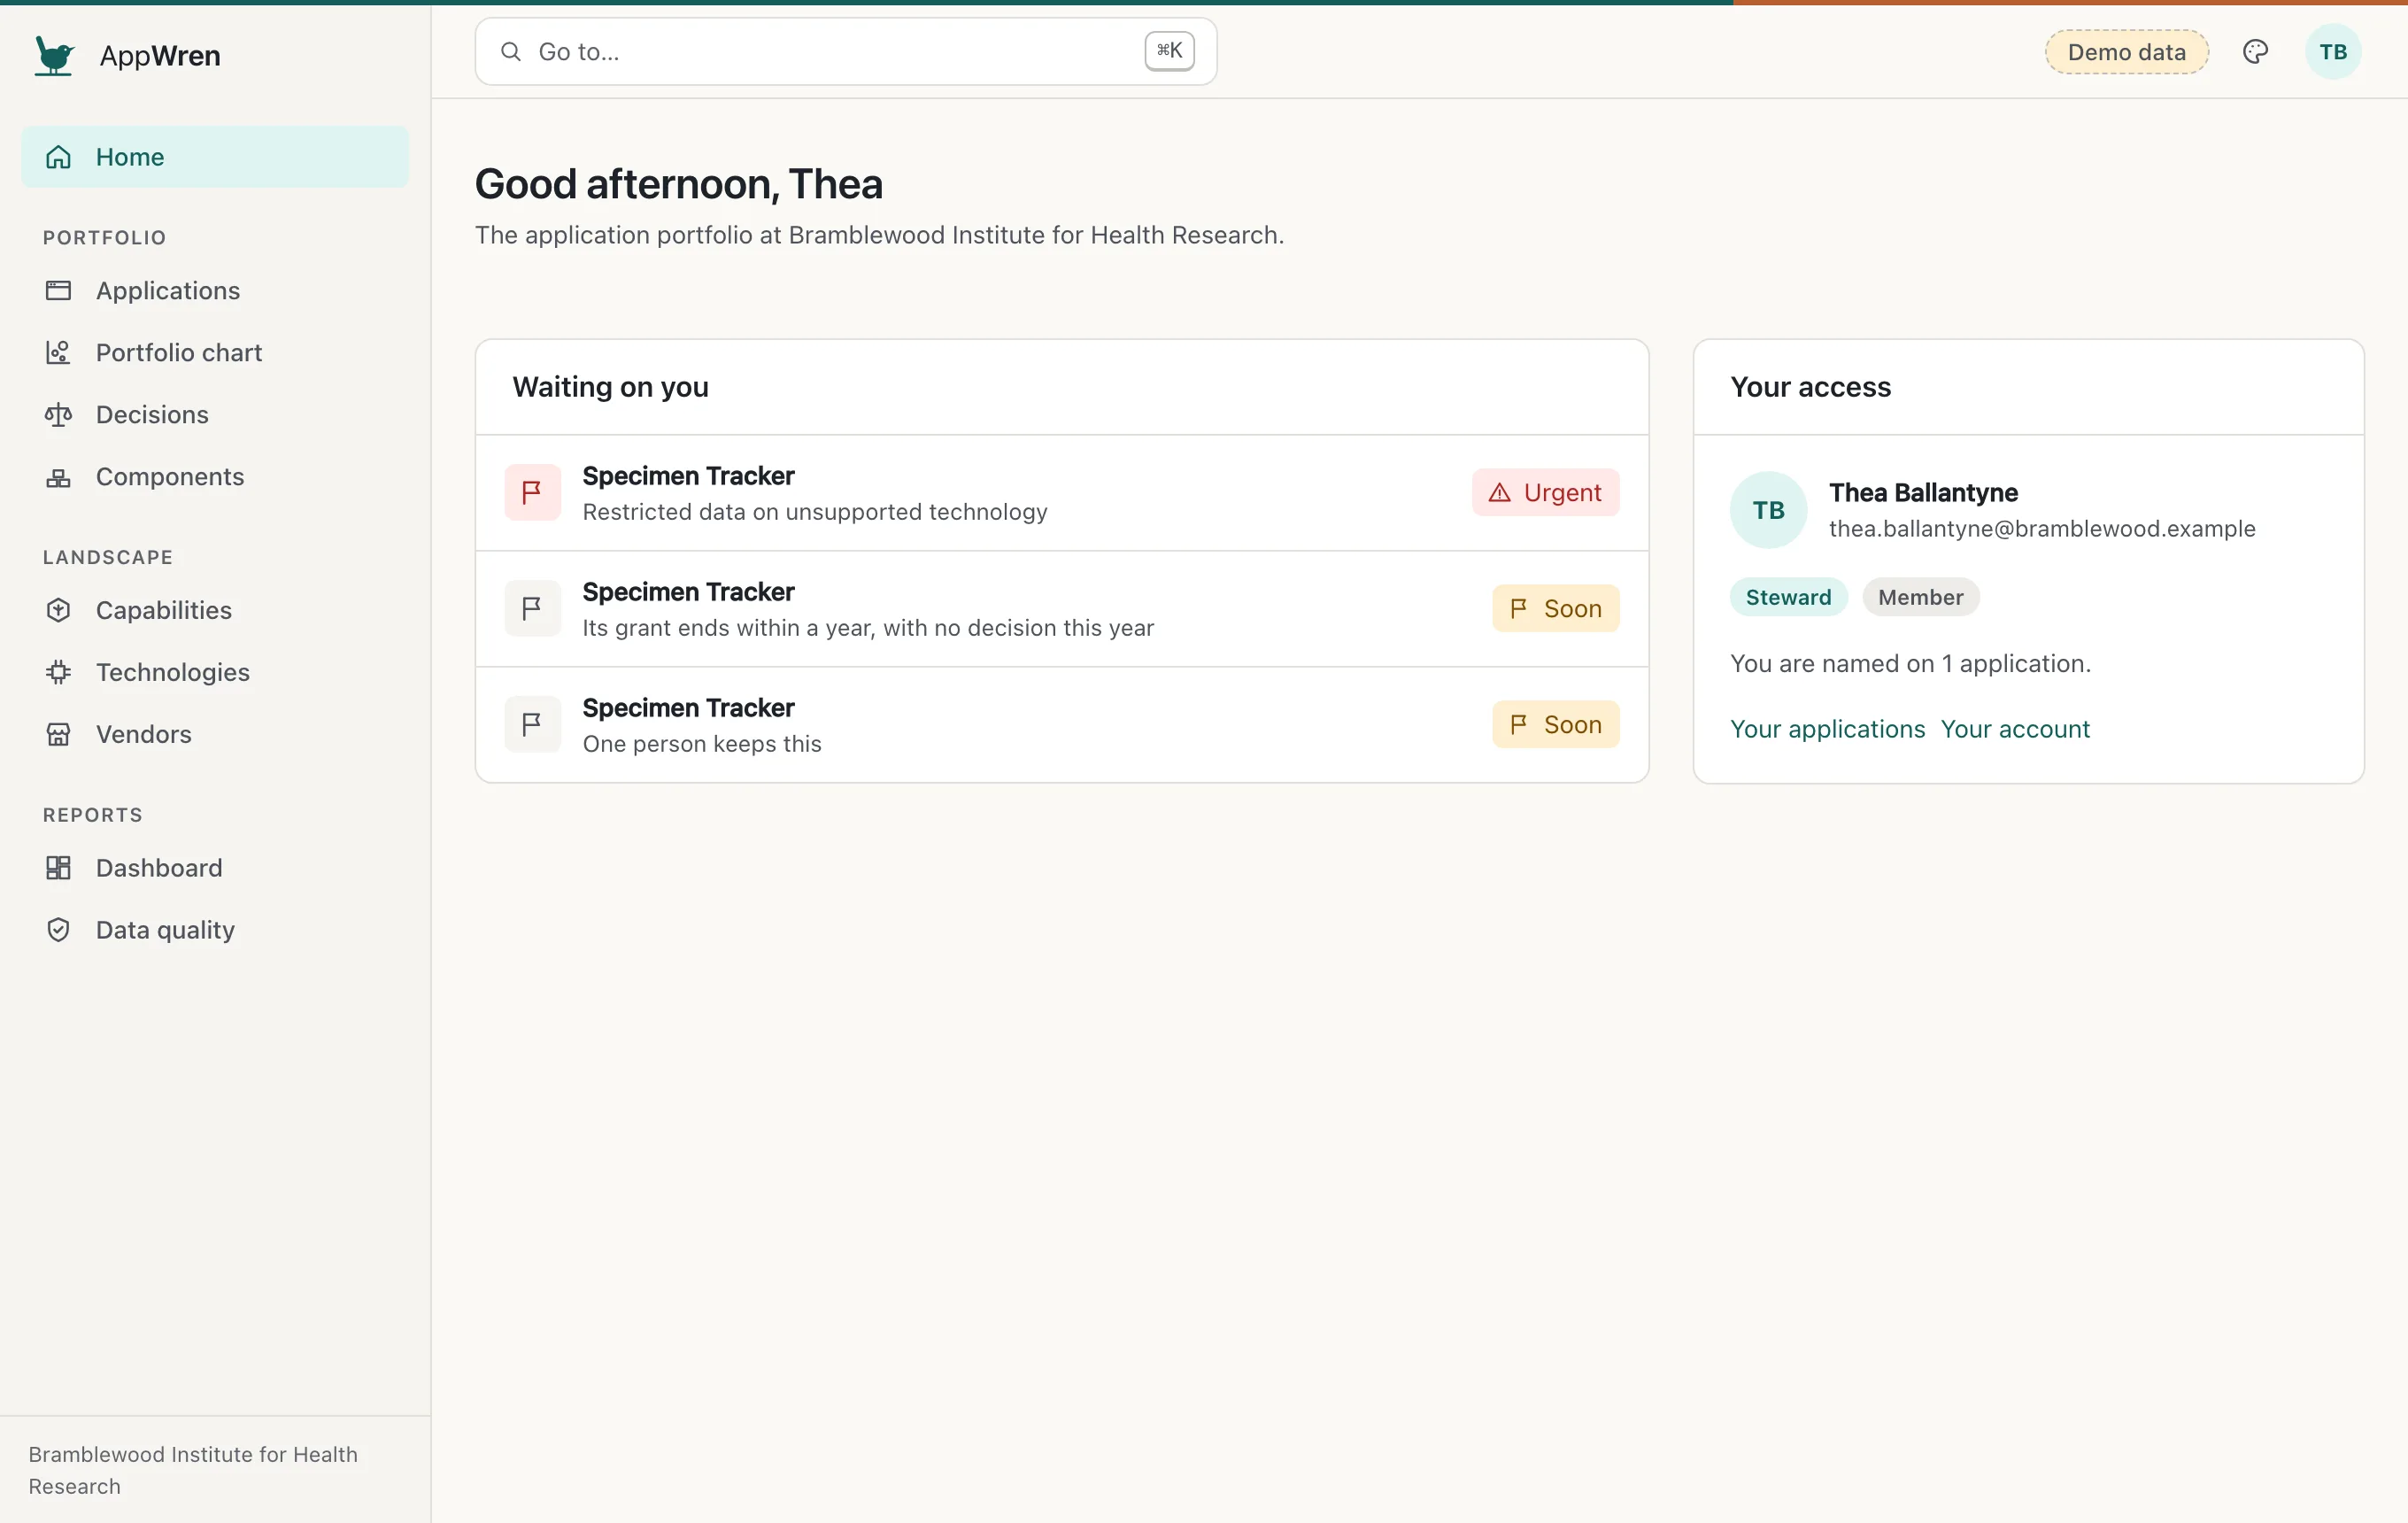 AppWren
Go to...
⌘K
Demo data
TB
Home
PORTFOLIO
Applications
Portfolio chart
Decisions
Components
LANDSCAPE
Capabilities
Technologies
Vendors
REPORTS
Dashboard
Data quality
Bramblewood Institute for Health
Research
Good afternoon, Thea
The application portfolio at Bramblewood Institute for Health Research.
Waiting on you
Specimen Tracker
Restricted data on unsupported technology
Urgent
Specimen Tracker
Its grant ends within a year, with no decision this year
Soon
Specimen Tracker
One person keeps this
Soon
Your access
TB
Thea Ballantyne
thea.ballantyne@bramblewood.example
Steward Member
You are named on 1 application.
Your applications Your account